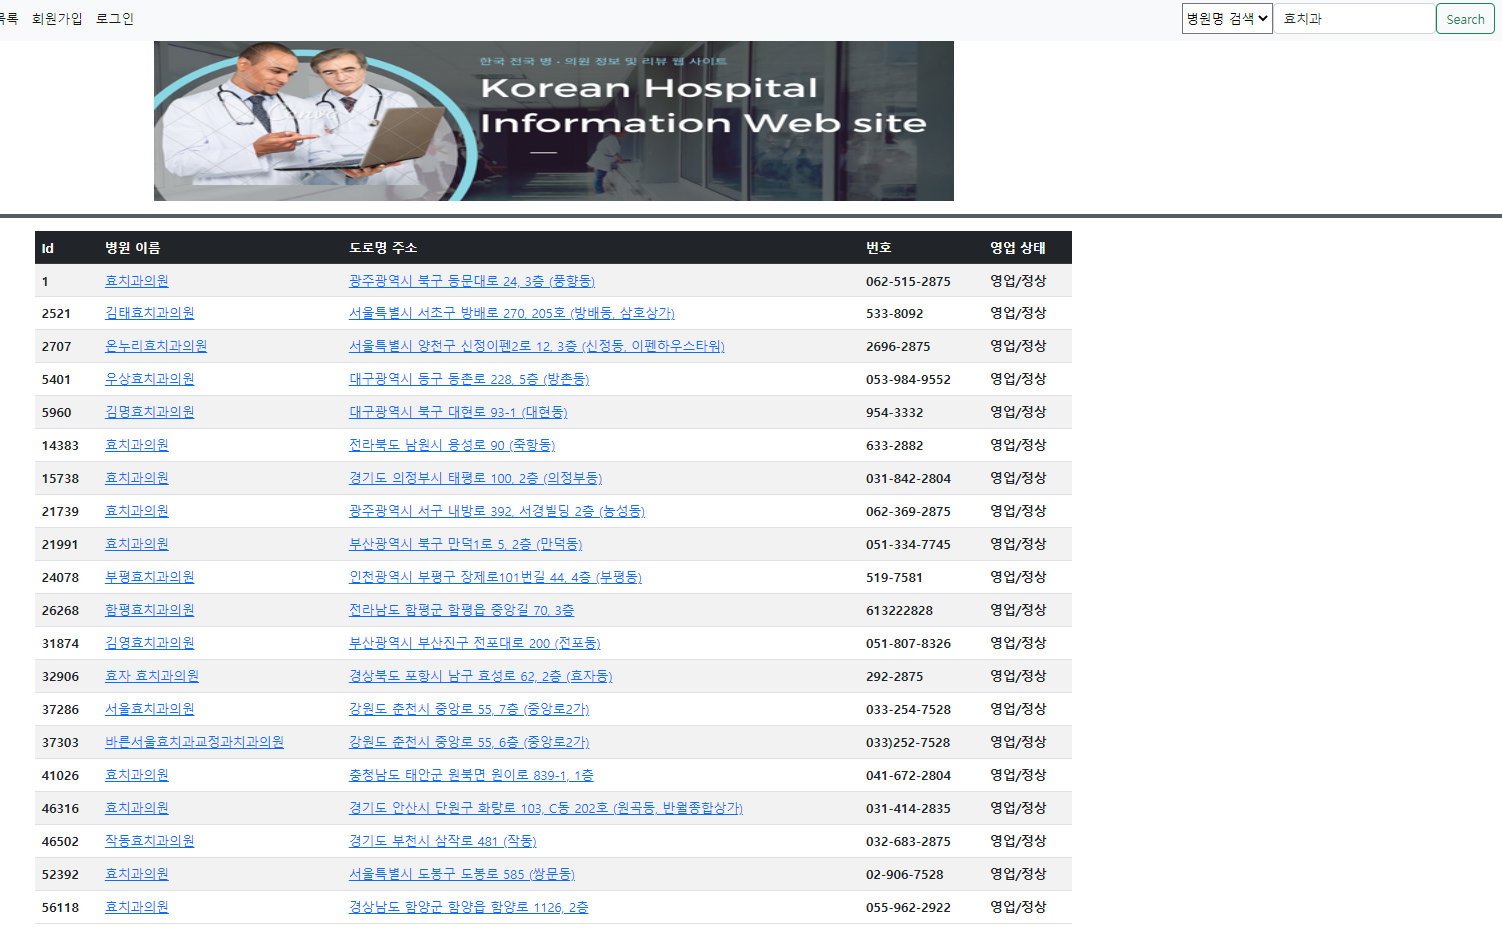 목록 회원가입 로그인 병원명 검색 효치과 Search
한국 전국 병 - 의원 정보 및 리뷰 웹 사이트
Korean Hospital
Information Web site
Canva
Id 병원 이름 도로명 주소 번호 영업 상태
1 효치과의원 광주광역시 북구 동문대로 24, 3층 (풍향동) 062-515-2875 영업/정상
2521 김태효치과의원 서울특별시 서초구 방배로 270, 205호 (방배동, 삼호상가) 533-8092 영업/정상
2707 온누리효치과의원 서울특별시 양천구 신정이펜2로 12, 3층 (신정동, 이펜하우스타워) 2696-2875 영업/정상
5401 우상효치과의원 대구광역시 동구 동촌로 228, 5층 (방촌동) 053-984-9552 영업/정상
5960 김명효치과의원 대구광역시 북구 대현로 93-1 (대현동) 954-3332 영업/정상
14383 효치과의원 전라북도 남원시 용성로 90 (죽항동) 633-2882 영업/정상
15738 효치과의원 경기도 의정부시 태평로 100, 2층 (의정부동) 031-842-2804 영업/정상
21739 효치과의원 광주광역시 서구 내방로 392, 서경빌딩 2층 (농성동) 062-369-2875 영업/정상
21991 효치과의원 부산광역시 북구 만덕1로 5, 2층 (만덕동) 051-334-7745 영업/정상
24078 부평효치과의원 인천광역시 부평구 장제로101번길 44, 4층 (부평동) 519-7581 영업/정상
26268 함평효치과의원 전라남도 함평군 함평읍 중앙길 70, 3층 613222828 영업/정상
31874 김영효치과의원 부산광역시 부산진구 전포대로 200 (전포동) 051-807-8326 영업/정상
32906 효자 효치과의원 경상북도 포항시 남구 효성로 62, 2층 (효자동) 292-2875 영업/정상
37286 서울효치과의원 강원도 춘천시 중앙로 55, 7층 (중앙로2가) 033-254-7528 영업/정상
37303 바른서울효치과교정과치과의원 강원도 춘천시 중앙로 55, 6층 (중앙로2가) 033)252-7528 영업/정상
41026 효치과의원 충청남도 태안군 원북면 원이로 839-1, 1층 041-672-2804 영업/정상
46316 효치과의원 경기도 안산시 단원구 화랑로 103, C동 202호 (원곡동, 반월종합상가) 031-414-2835 영업/정상
46502 작동효치과의원 경기도 부천시 삼작로 481 (작동) 032-683-2875 영업/정상
52392 효치과의원 서울특별시 도봉구 도봉로 585 (쌍문동) 02-906-7528 영업/정상
56118 효치과의원 경상남도 함양군 함양읍 함양로 1126, 2층 055-962-2922 영업/정상